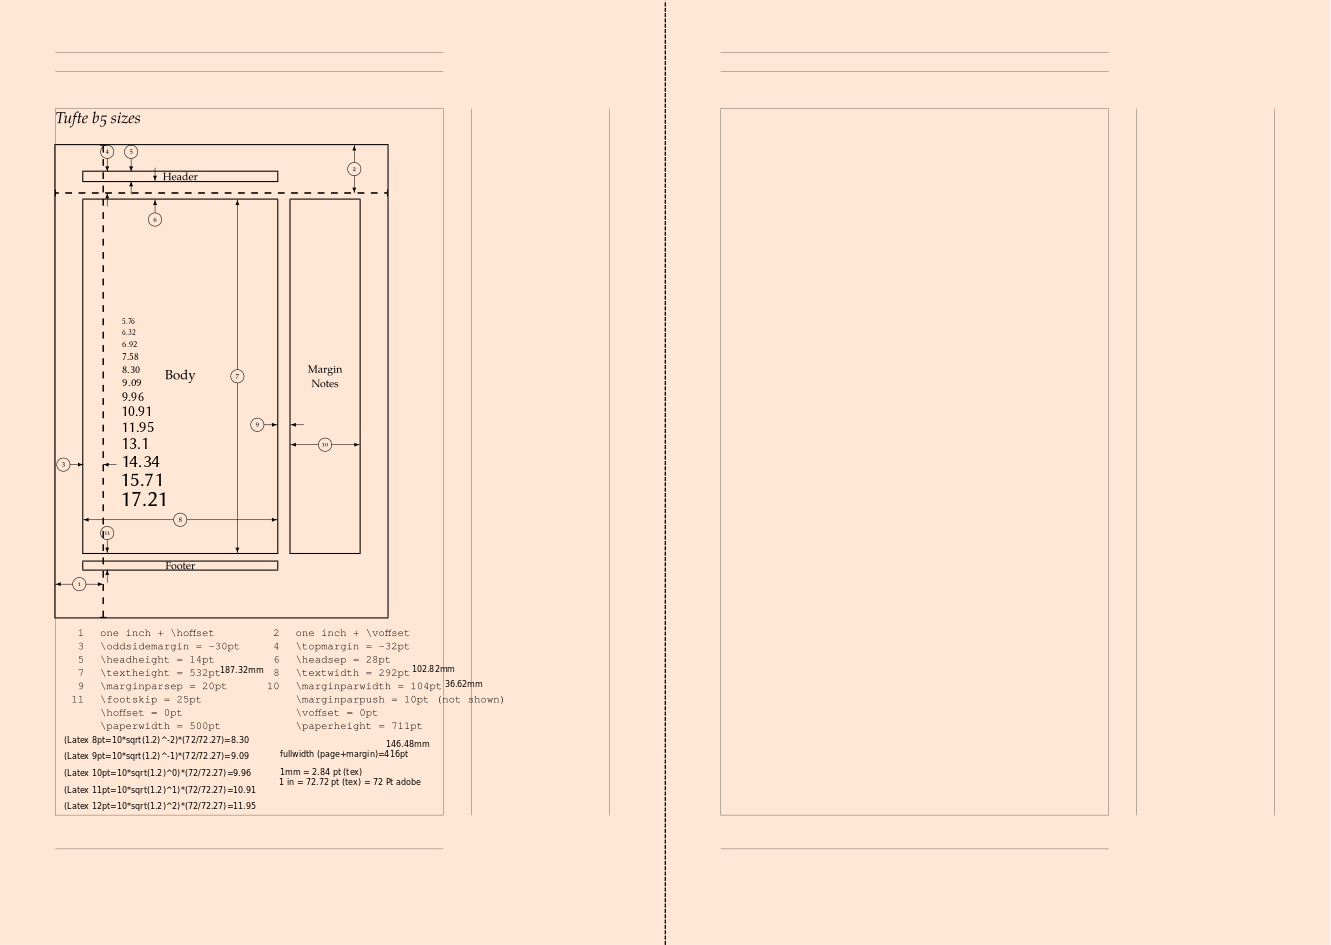 Tufte b5 sizes
4 5
2
Header
6
5.76
6.32
6.92
7.58
8.30
9.09
9.96
10.91
11.95
13.1
14.34
15.71
17.21
Body
7
Margin
Notes
9
10
3
8
11
Footer
1
1 one inch + \hoffset 2 one inch + \voffset
3 \oddsidemargin = -30pt 4 \topmargin = -32pt
5 \headheight = 14pt 6 \headsep = 28pt
7 \textheight = 532pt 187.32mm 8 \textwidth = 292pt 102.82mm
9 \marginparsep = 20pt 10 \marginparwidth = 104pt 36.62mm
11 \footskip = 25pt \marginparpush = 10pt (not shown)
\hoffset = 0pt \voffset = 0pt
\paperwidth = 500pt \paperheight = 711pt
(Latex 8pt=10*sqrt(1.2)^-2)*(72/72.27)=8.30
(Latex 9pt=10*sqrt(1.2)^-1)*(72/72.27)=9.09
(Latex 10pt=10*sqrt(1.2)^0)*(72/72.27)=9.96
(Latex 11pt=10*sqrt(1.2)^1)*(72/72.27)=10.91
(Latex 12pt=10*sqrt(1.2)^2)*(72/72.27)=11.95
146.48mm
fullwidth (page+margin)=416pt
1mm = 2.84 pt (tex)
1 in = 72.72 pt (tex) = 72 Pt adobe